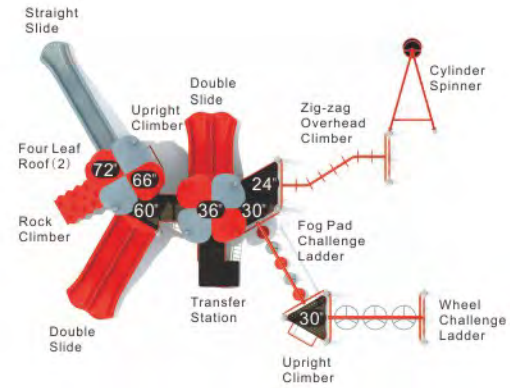 Straight
Slide
Double
Slide
Cylinder
Spinner
Upright
Climber
Zig-zag
Overhead
Climber
Four Leaf
Roof(2)
72"
66"
24"
60"
36"
30"
Rock
Climber
Fog Pad
Challenge
Ladder
Transfer
Station
30"
Wheel
Challenge
Ladder
Double
Slide
Upright
Climber